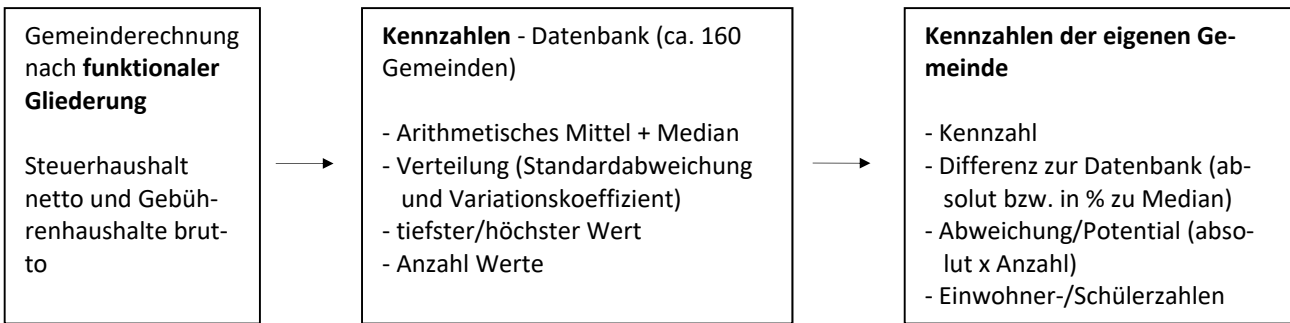 Gemeinderechnung
nach funktionaler
Gliederung
Steuerhaushalt
netto und Gebüh-
renhaushalte brut-
to
Kennzahlen - Datenbank (ca. 160
Gemeinden)
- Arithmetisches Mittel + Median
- Verteilung (Standardabweichung
und Variationskoeffizient)
- tiefster/höchster Wert
- Anzahl Werte
Kennzahlen der eigenen Ge-
meinde
- Kennzahl
- Differenz zur Datenbank (ab-
solut bzw. in % zu Median)
- Abweichung/Potential (abso-
lut x Anzahl)
- Einwohner-/Schülerzahlen